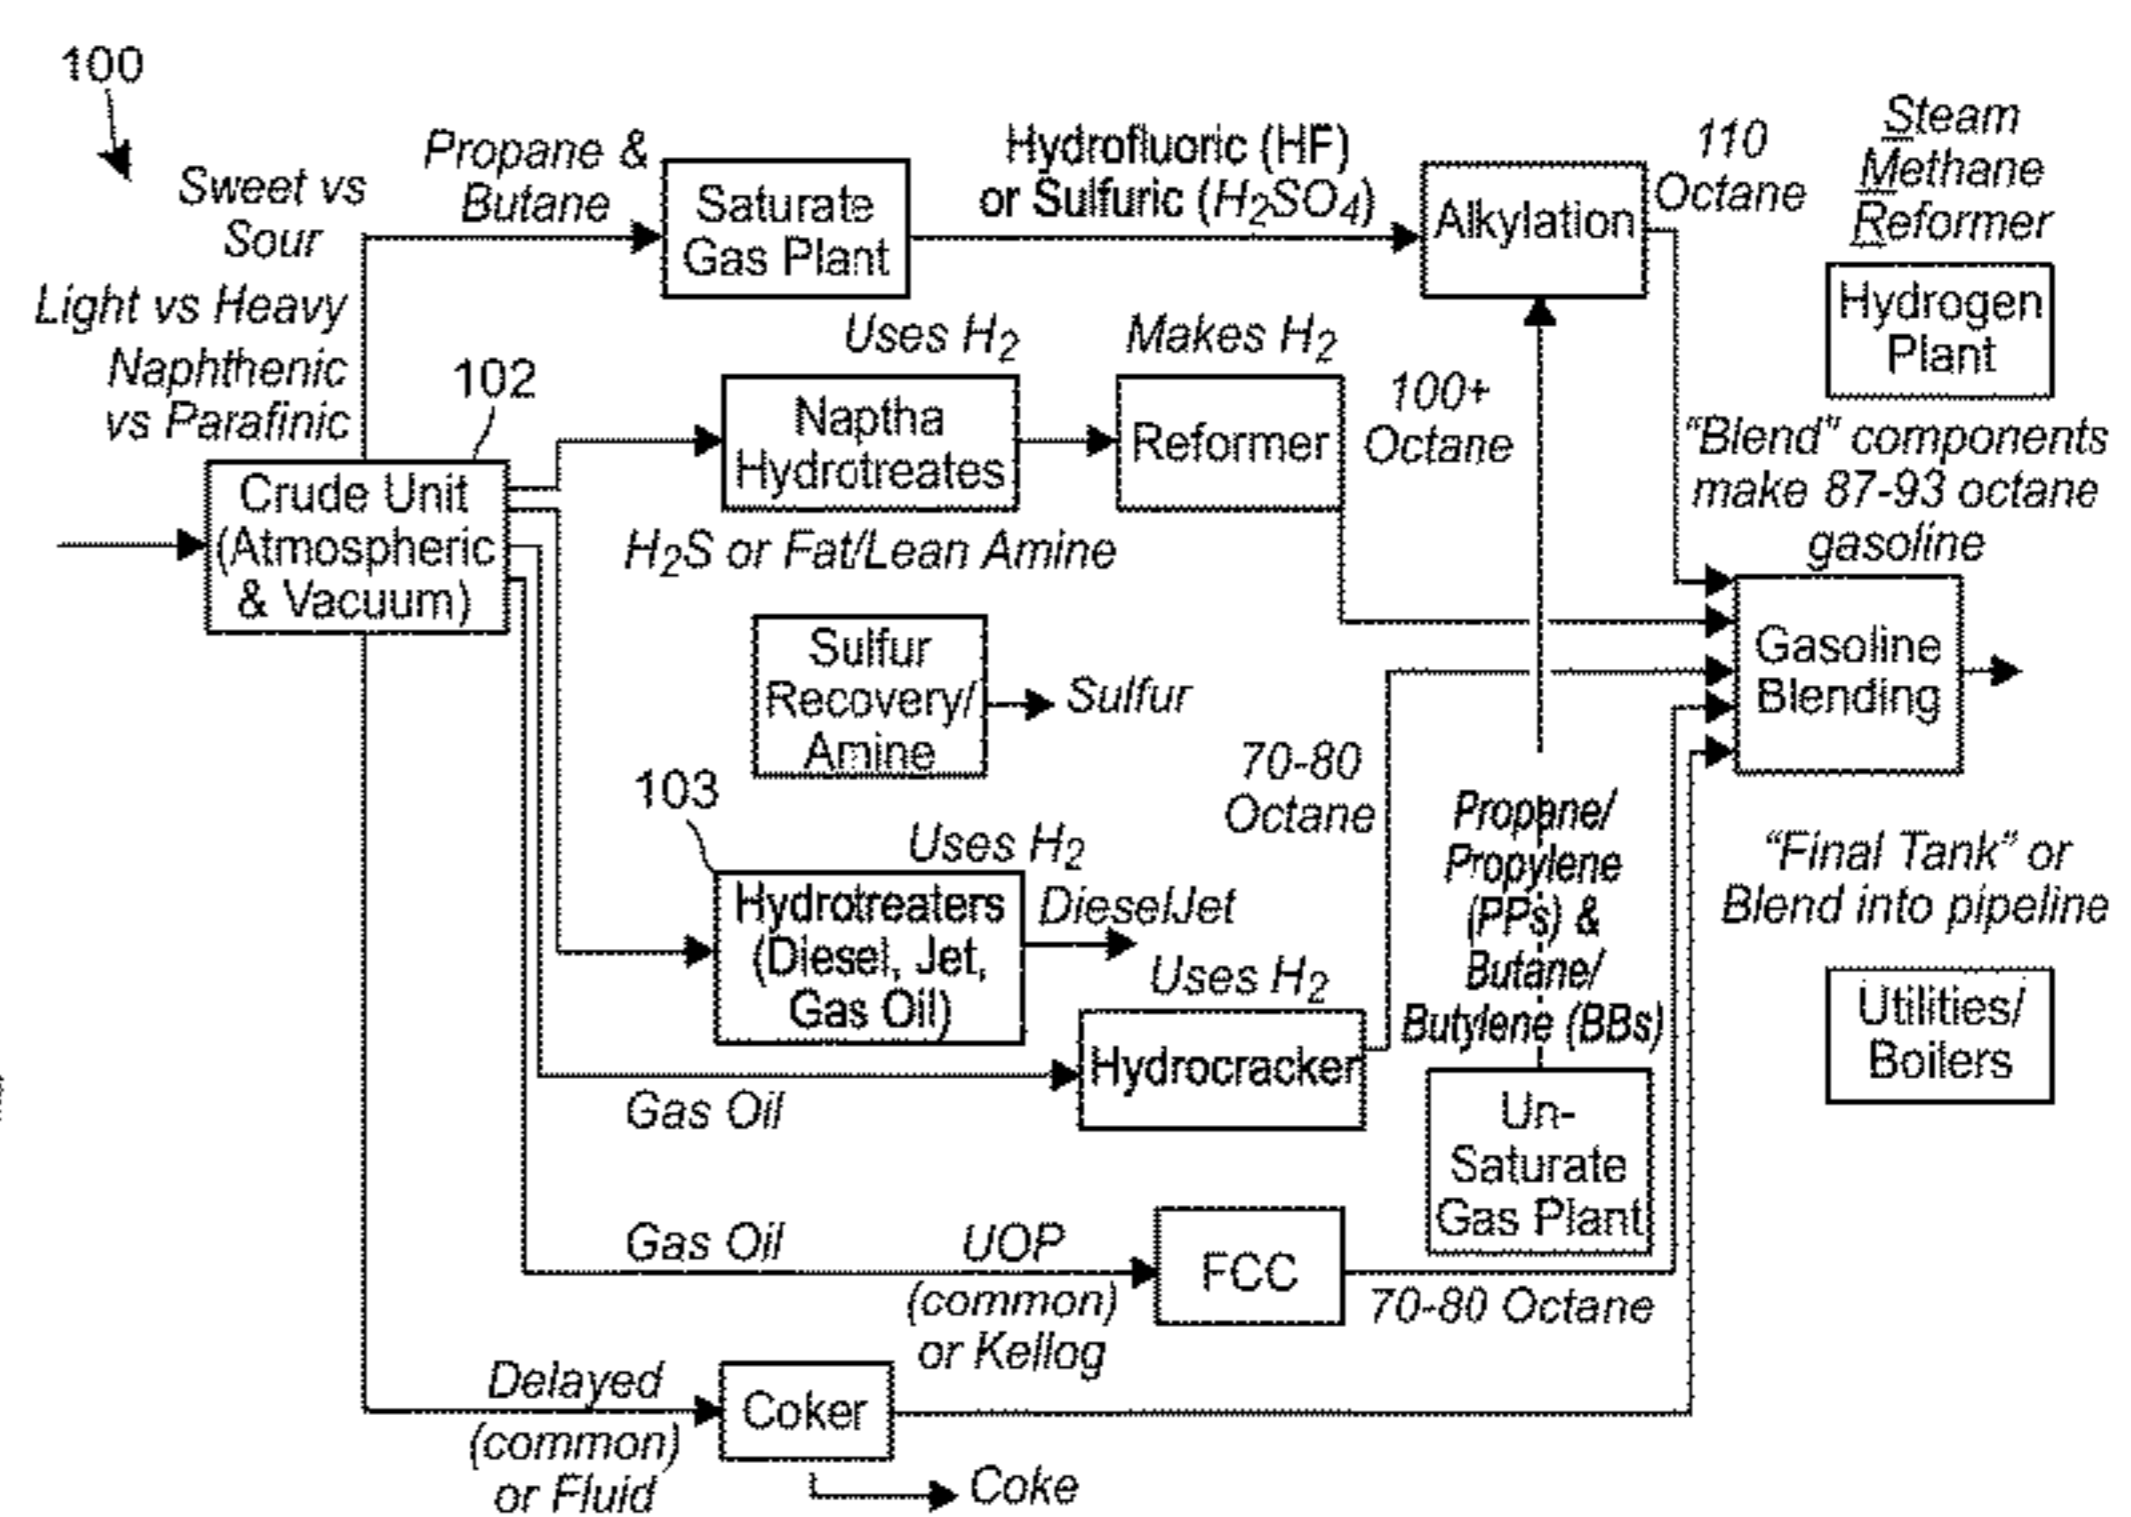 100
Sweet vs
Sour
Light vs Heavy
Naphthenic
vs Parafinic
102
Crude Unit
(Atmospheric
& Vacuum)
Propane &
Butane
Saturate
Gas Plant
Hydrofluoric (HF)
or Sulfuric (H2SO4)
Alkylation
110
Octane
Steam
Methane
Reformer
Hydrogen
Plant
Uses H2
Naptha
Hydrotreates
Makes H2
Reformer
100+
Octane
"Blend" components
make 87-93 octane
gasoline
H2S or Fat/Lean Amine
Sulfur
Recovery/
Amine
Sulfur
Gasoline
Blending
103
Uses H2
Hydrotreaters
(Diesel, Jet,
Gas Oil)
DieselJet
70-80
Octane
Propane/
Propylene
(PPs) &
Butane/
Butylene (BBs)
"Final Tank" or
Blend into pipeline
Utilities/
Boilers
Uses H2
Hydrocracker
Gas Oil
Un-
Saturate
Gas Plant
Gas Oil
UOP
(common)
or Kellog
FCC
70-80 Octane
Delayed
(common)
or Fluid
Coker
Coke